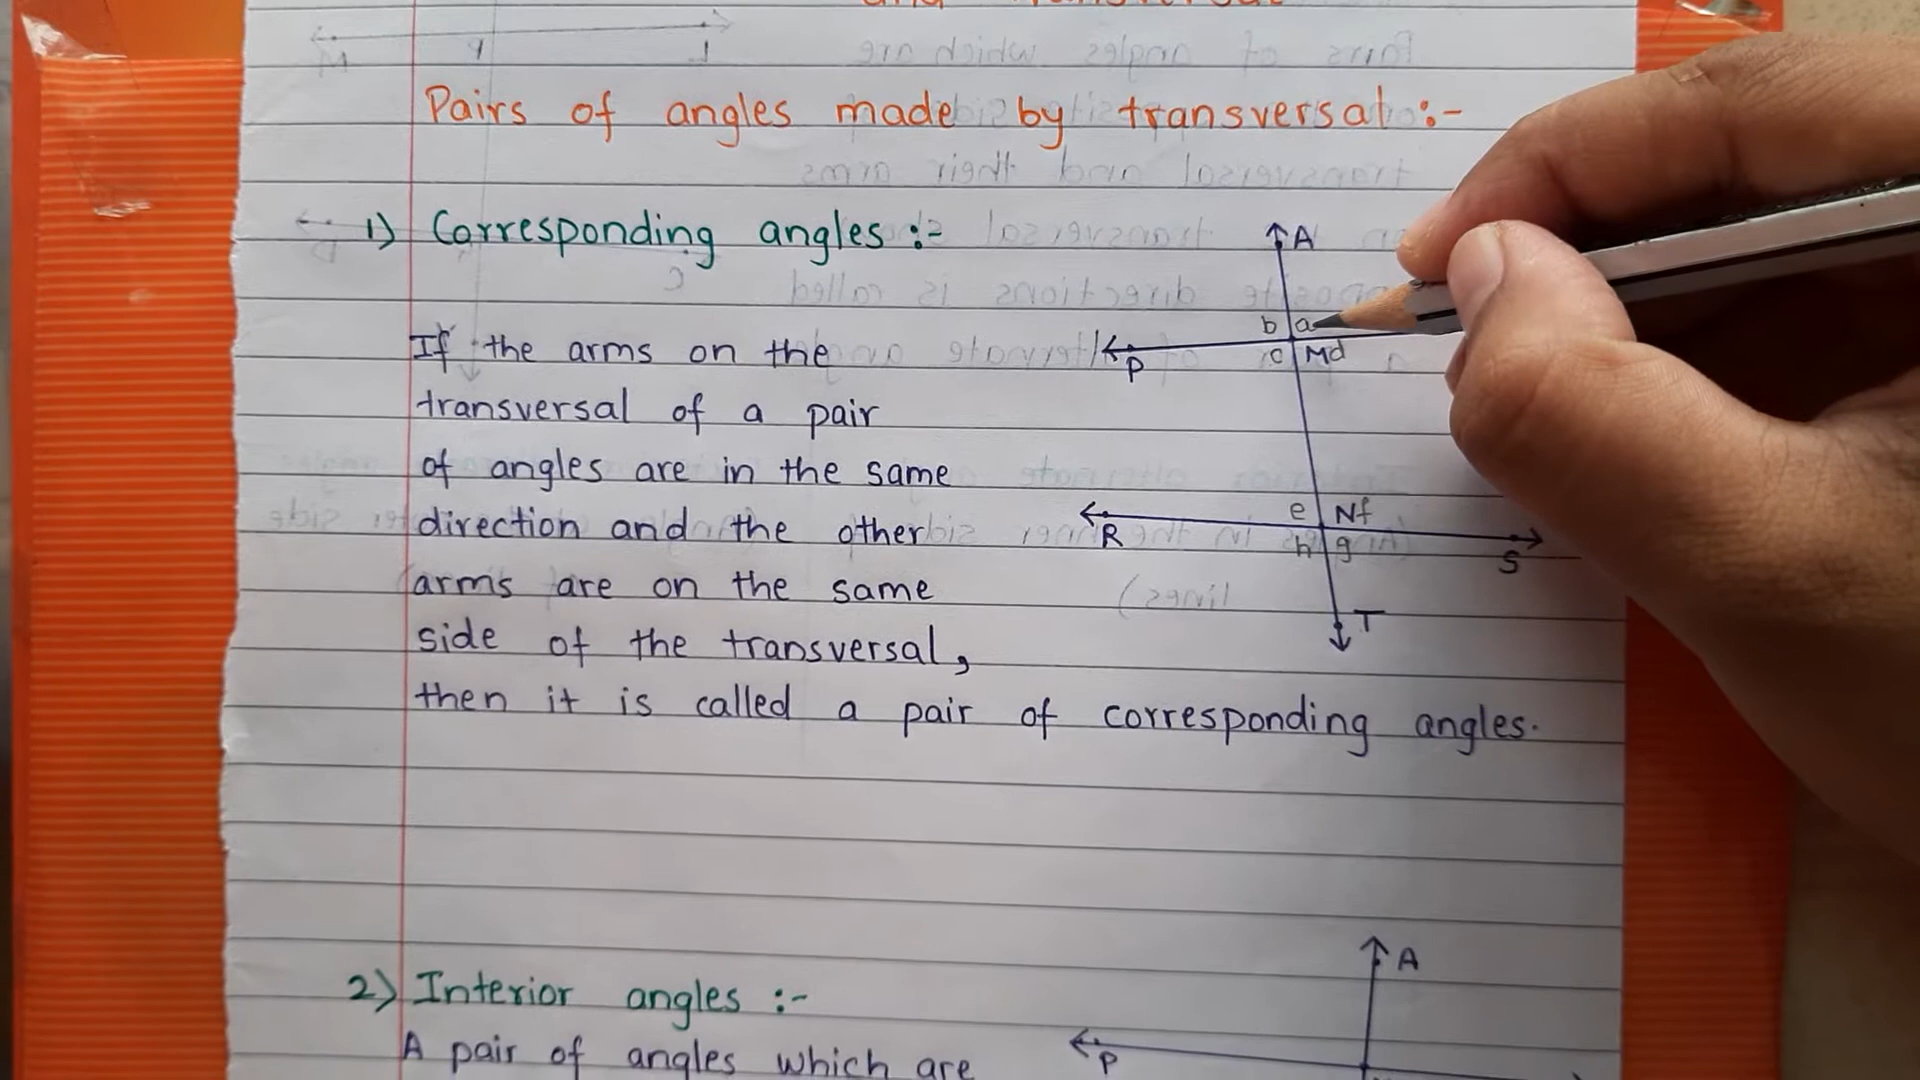 Pairs of angles made by transversal :-
1) Corresponding angles :-
If the arms on the
transversal of a pair
of angles are in the same
direction and the other
arms are on the same
side of the transversal,
then it is called a pair of corresponding angles.
A
b a
P c M d
R e N f
h g S
T
2) Interior angles :-
A pair of angles which are
A
P